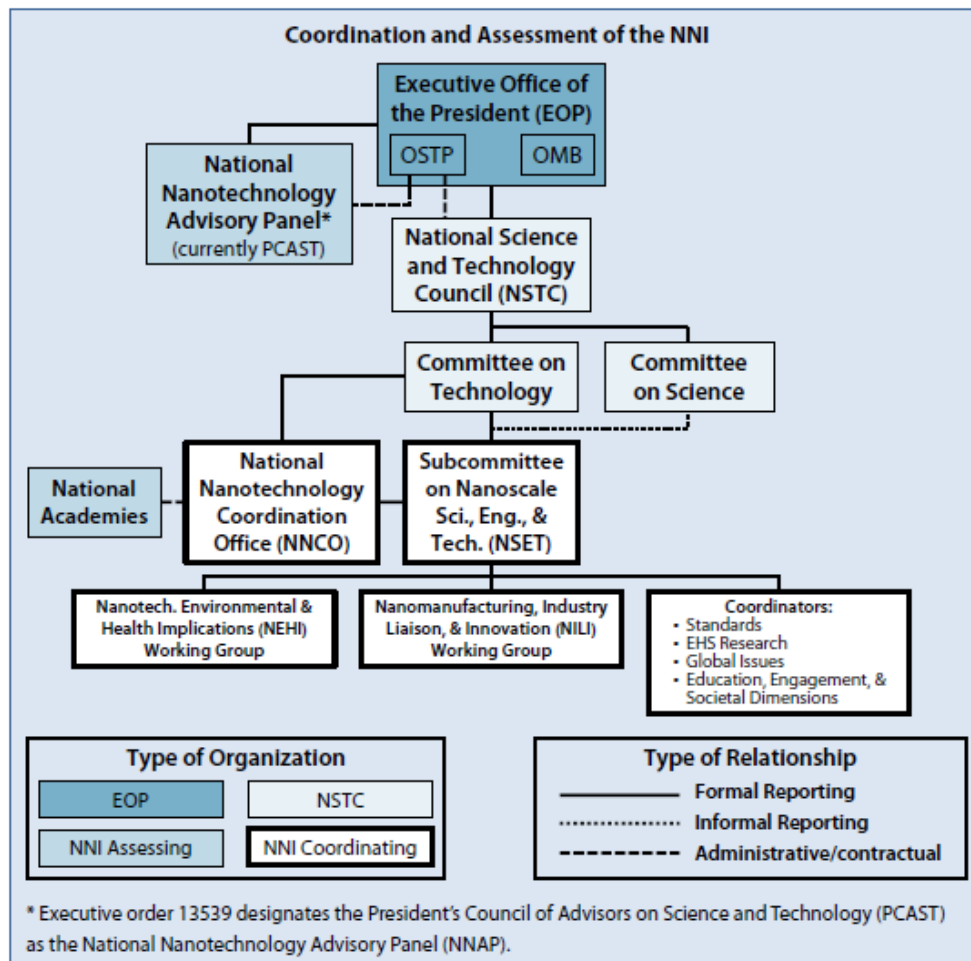 Coordination and Assessment of the NNI
Executive Office of
the President (EOP)
OSTP
OMB
National
Nanotechnology
Advisory Panel*
(currently PCAST)
National Science
and Technology
Council (NSTC)
Committee on
Technology
Committee
on Science
National
Academies
National
Nanotechnology
Coordination
Office (NNCO)
Subcommittee
on Nanoscale
Sci., Eng., &
Tech. (NSET)
Nanotech. Environmental &
Health Implications (NEHI)
Working Group
Nanomanufacturing, Industry
Liaison, & Innovation (NILI)
Working Group
Coordinators:
• Standards
• EHS Research
• Global Issues
• Education, Engagement, &
Societal Dimensions
Type of Organization
EOP
NSTC
NNI Assessing
NNI Coordinating
Type of Relationship
Formal Reporting
Informal Reporting
Administrative/contractual
* Executive order 13539 designates the President's Council of Advisors on Science and Technology (PCAST)
as the National Nanotechnology Advisory Panel (NNAP).